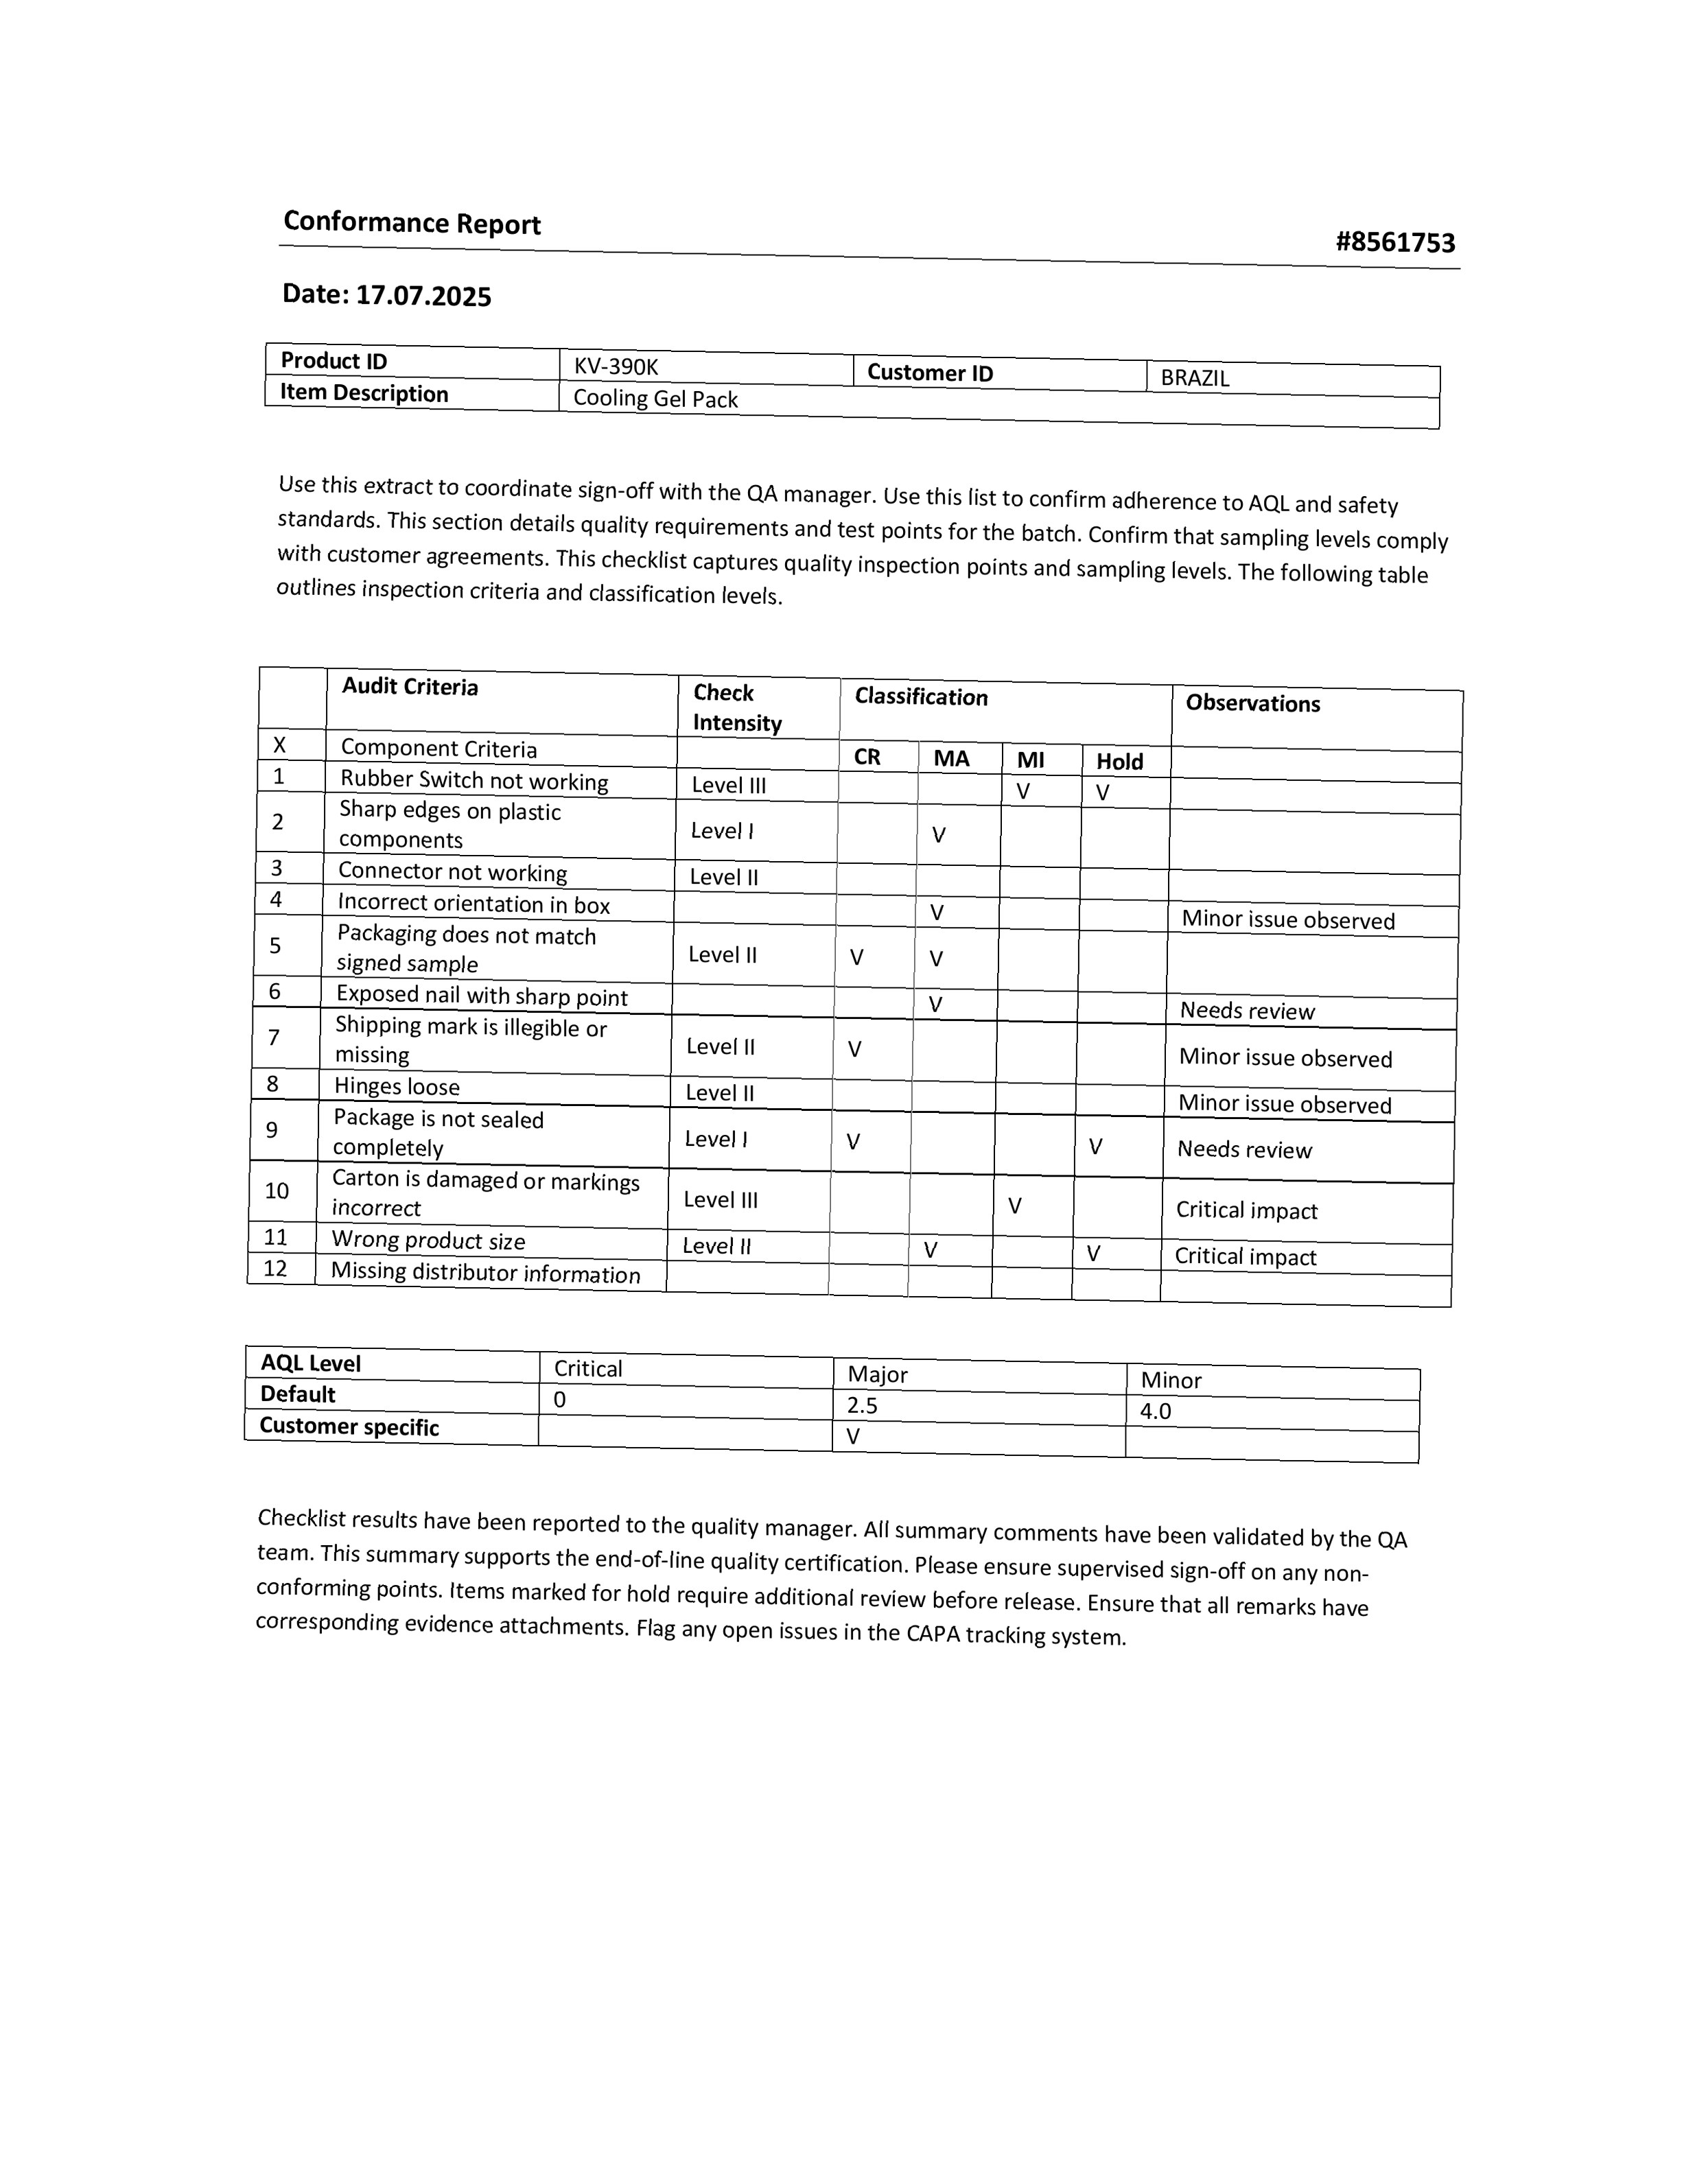 Conformance Report #8561753
Date: 17.07.2025
Product ID KV-390K Customer ID BRAZIL
Item Description Cooling Gel Pack
Use this extract to coordinate sign-off with the QA manager. Use this list to confirm adherence to AQL and safety
standards. This section details quality requirements and test points for the batch. Confirm that sampling levels comply
with customer agreements. This checklist captures quality inspection points and sampling levels. The following table
outlines inspection criteria and classification levels.
Audit Criteria Check Classification Observations
Intensity
X Component Criteria CR MA MI Hold
1 Rubber Switch not working Level III V V
2 Sharp edges on plastic Level I V
components
3 Connector not working Level II
4 Incorrect orientation in box V Minor issue observed
5 Packaging does not match Level II V V
signed sample
6 Exposed nail with sharp point V Needs review
7 Shipping mark is illegible or Level II V Minor issue observed
missing
8 Hinges loose Level II Minor issue observed
9 Package is not sealed Level I V V Needs review
completely
10 Carton is damaged or markings Level III V Critical impact
incorrect
11 Wrong product size Level II V V Critical impact
12 Missing distributor information
AQL Level Critical Major Minor
Default 0 2.5 4.0
Customer specific V
Checklist results have been reported to the quality manager. All summary comments have been validated by the QA
team. This summary supports the end-of-line quality certification. Please ensure supervised sign-off on any non-
conforming points. Items marked for hold require additional review before release. Ensure that all remarks have
corresponding evidence attachments. Flag any open issues in the CAPA tracking system.